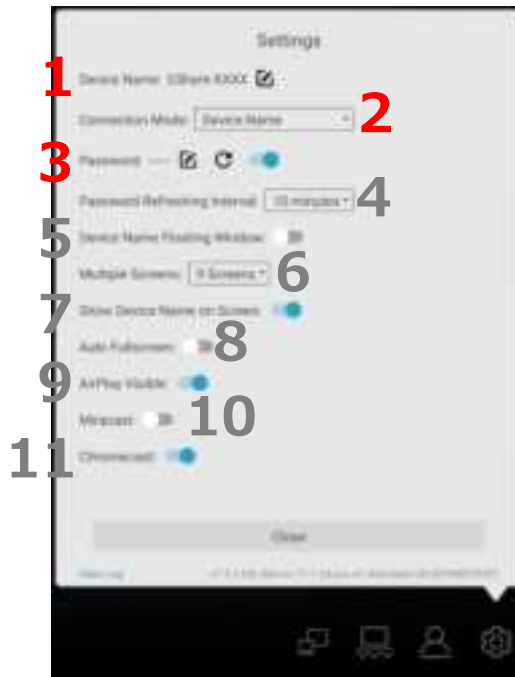 Settings
1 Device Name: EShare-XXXX
Connection Mode: Device Name 2
3 Password:
Password Refreshing Interval: 10 minutes 4
5 Device Name Floating Window:
Multiple Screens: 9 Screens 6
7 Show Device Name on Screen:
Auto Fullscreen: 8
9 AirPlay Visible:
Miracast: 10
11 Chromecast:
Close